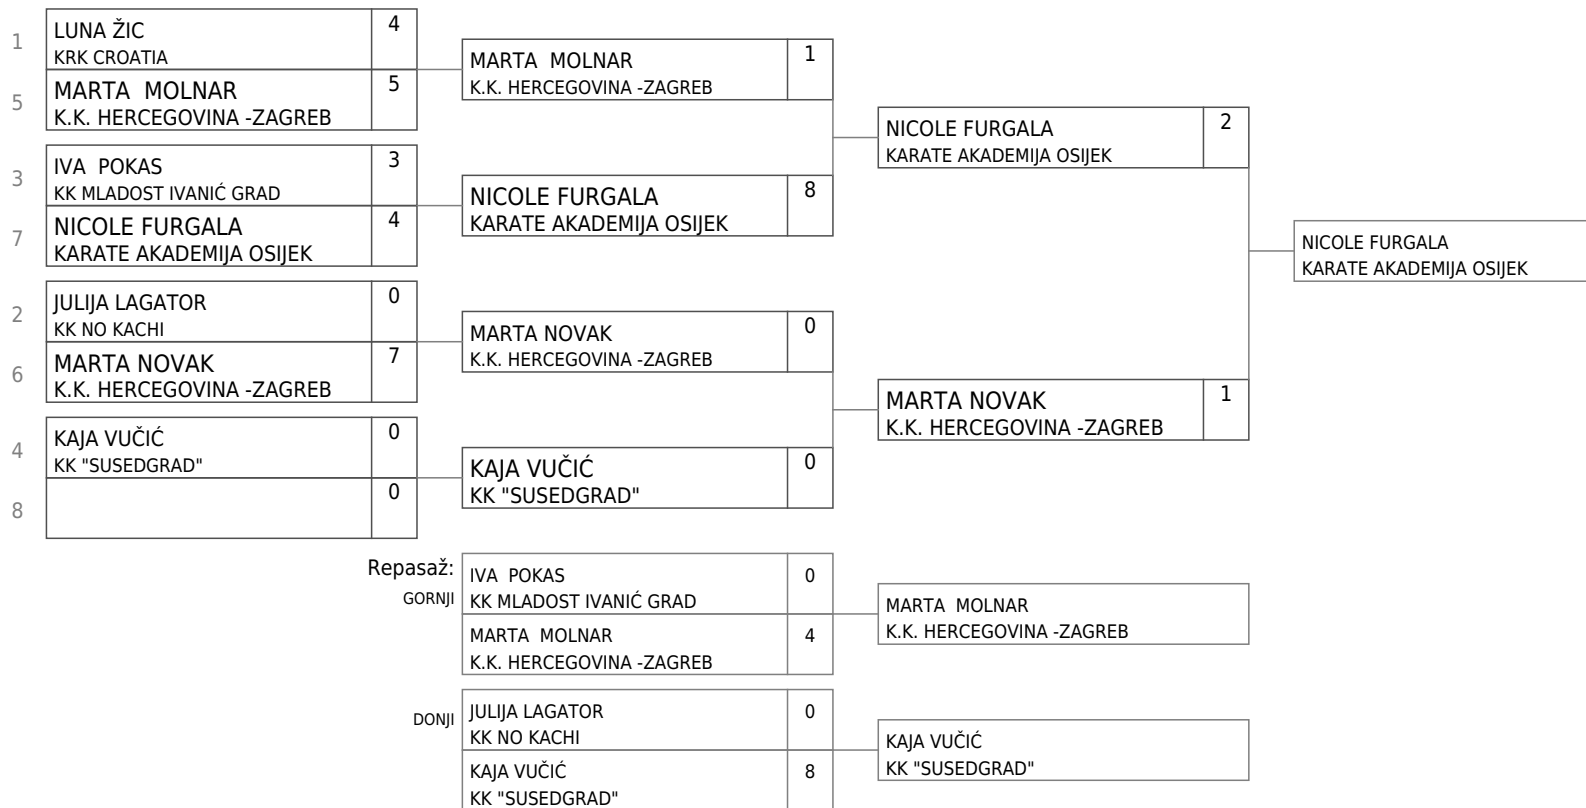 1
LUNA ŽIC
KRK CROATIA
4
5
MARTA  MOLNAR
K.K. HERCEGOVINA -ZAGREB
5
3
IVA  POKAS
KK MLADOST IVANIĆ GRAD
3
7
NICOLE FURGALA
KARATE AKADEMIJA OSIJEK
4
2
JULIJA LAGATOR
KK NO KACHI
0
6
MARTA NOVAK
K.K. HERCEGOVINA -ZAGREB
7
4
KAJA VUČIĆ
KK "SUSEDGRAD"
0
8
0
MARTA  MOLNAR
K.K. HERCEGOVINA -ZAGREB
1
NICOLE FURGALA
KARATE AKADEMIJA OSIJEK
8
MARTA NOVAK
K.K. HERCEGOVINA -ZAGREB
0
KAJA VUČIĆ
KK "SUSEDGRAD"
0
NICOLE FURGALA
KARATE AKADEMIJA OSIJEK
2
MARTA NOVAK
K.K. HERCEGOVINA -ZAGREB
1
NICOLE FURGALA
KARATE AKADEMIJA OSIJEK
Repasaž:
GORNJI
IVA  POKAS
KK MLADOST IVANIĆ GRAD
0
MARTA  MOLNAR
K.K. HERCEGOVINA -ZAGREB
4
MARTA  MOLNAR
K.K. HERCEGOVINA -ZAGREB
DONJI
JULIJA LAGATOR
KK NO KACHI
0
KAJA VUČIĆ
KK "SUSEDGRAD"
8
KAJA VUČIĆ
KK "SUSEDGRAD"